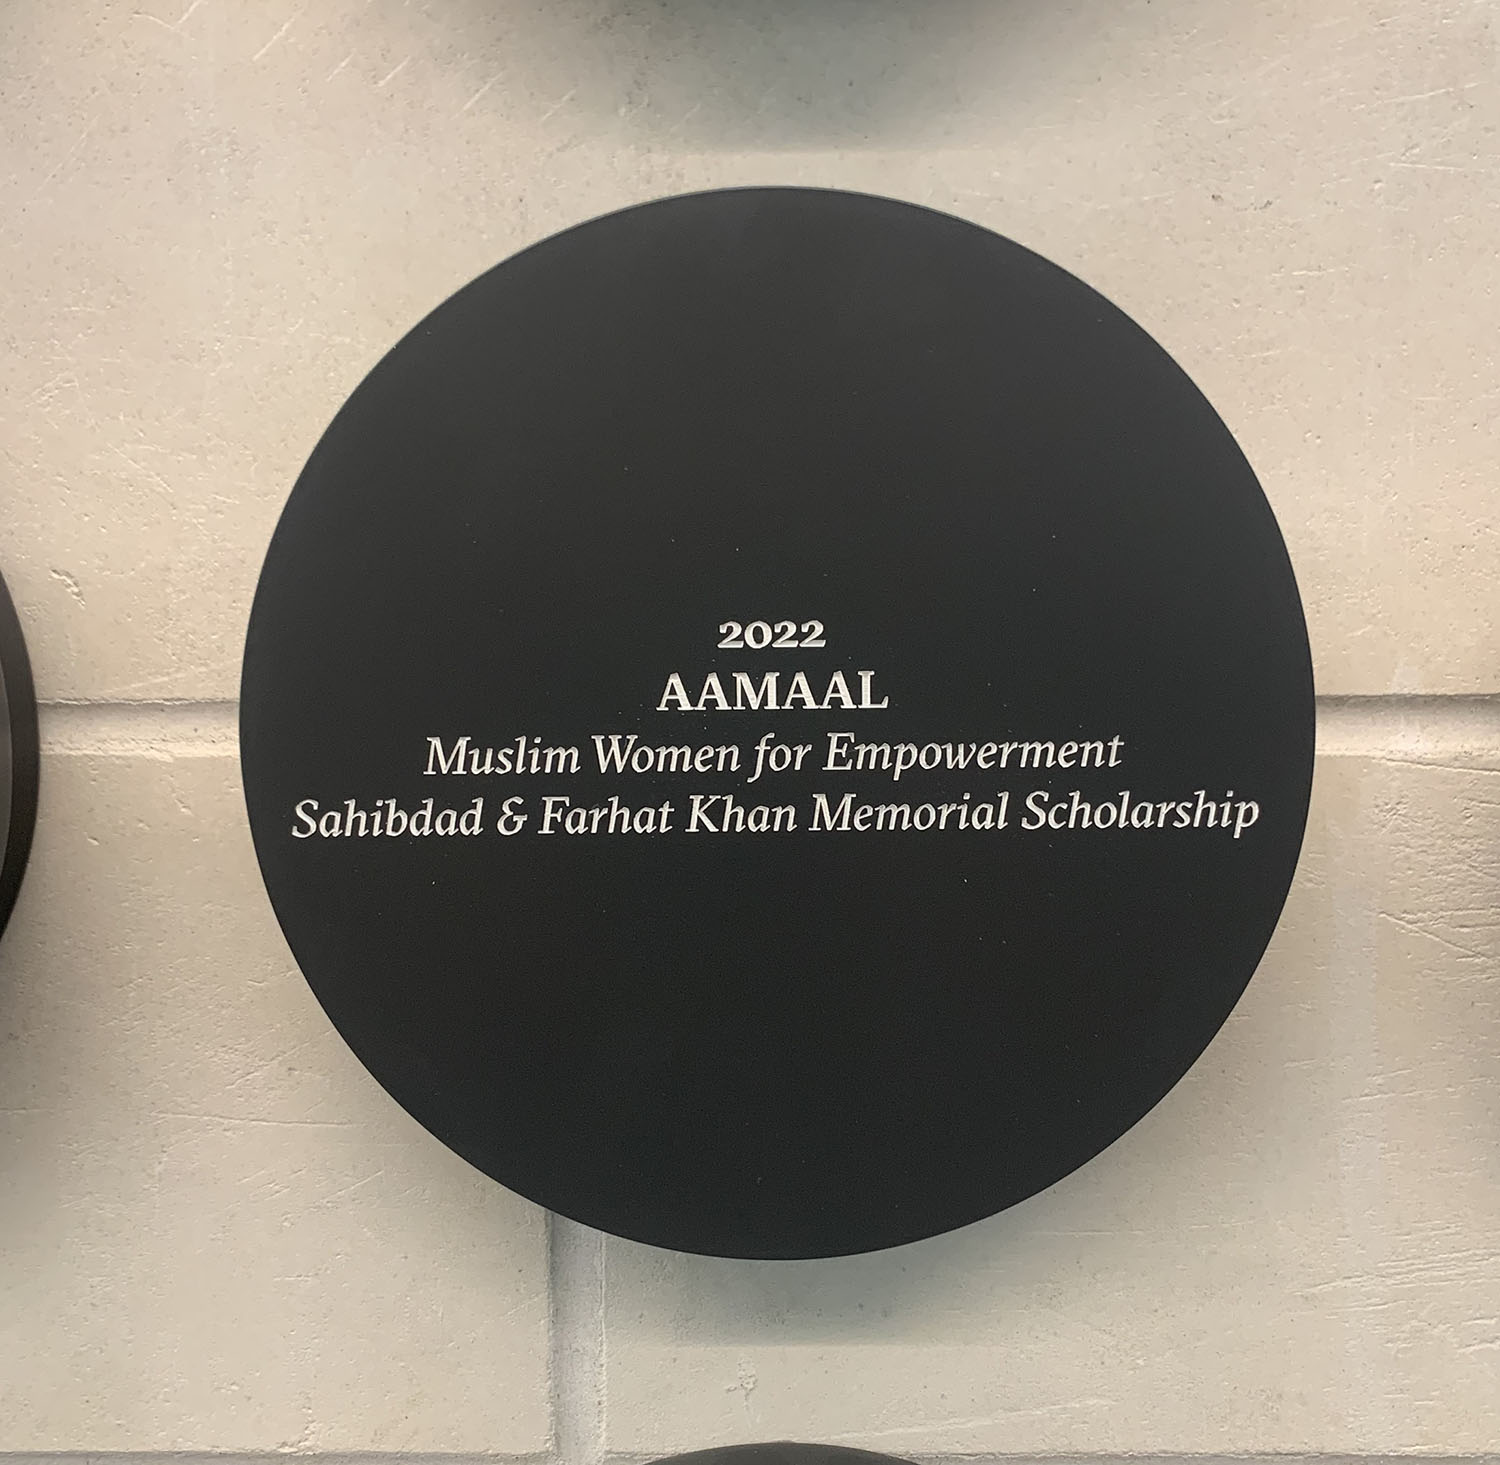 2022
AAMAAL
Muslim Women for Empowerment
Sahibdad & Farhat Khan Memorial Scholarship